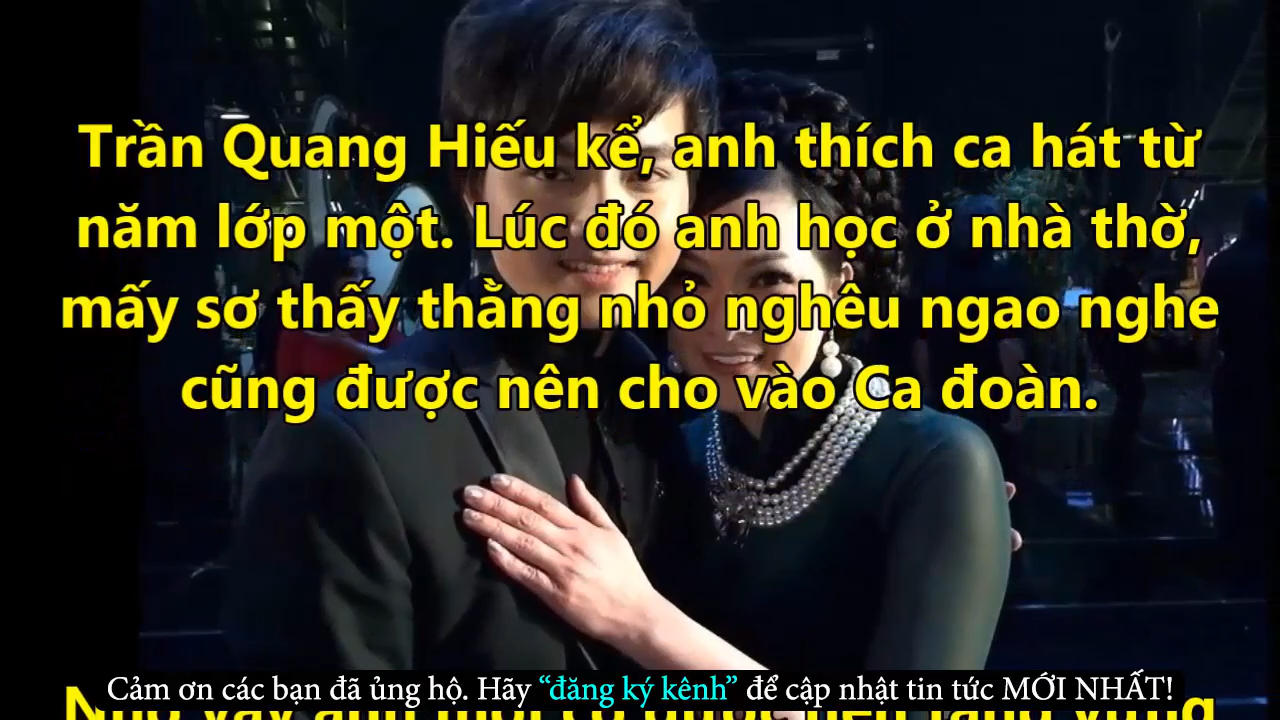 Trần Quang Hiếu kể, anh thích ca hát từ
năm lớp một. Lúc đó anh học ở nhà thờ,
mấy sơ thấy thằng nhỏ nghêu ngao nghe
cũng được nên cho vào Ca đoàn.
Cảm ơn các bạn đã ủng hộ. Hãy “đăng ký kênh” để cập nhật tin tức MỚI NHẤT!